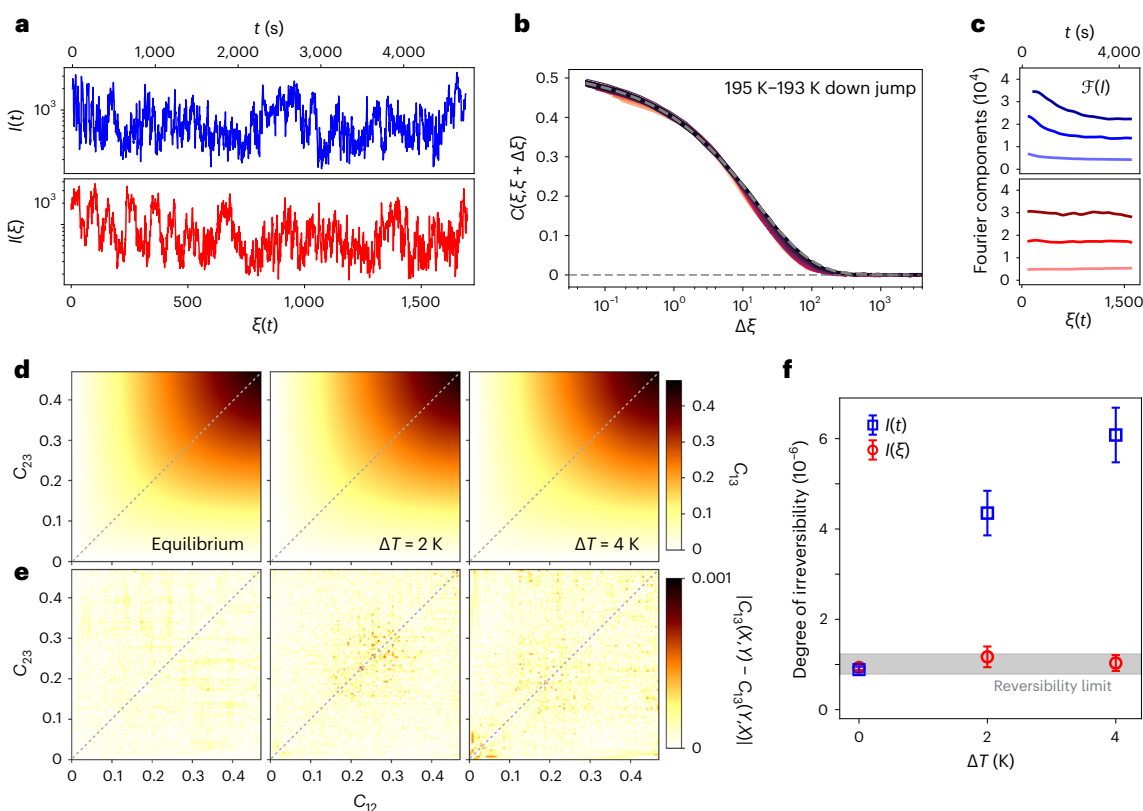 a
t (s)
0 1,000 2,000 3,000 4,000
I(t)
10³
I(ξ)
10³
0 500 1,000 1,500
ξ(t)
b
195 K–193 K down jump
C(ξ,ξ + Δξ)
0.5
0.4
0.3
0.2
0.1
0
10⁻¹ 10⁰ 10¹ 10² 10³
Δξ
c
t (s)
0 4,000
ℱ(I)
Fourier components (10⁴)
4
3
2
1
0
4
3
2
1
0
0 1,500
ξ(t)
d
C₂₃
0.4
0.3
0.2
0.1
0
Equilibrium
ΔT = 2 K
ΔT = 4 K
0.4
0.3
0.2
0.1
0
C₁₃
e
C₂₃
0.4
0.3
0.2
0.1
0
0 0.1 0.2 0.3 0.4
0 0.1 0.2 0.3 0.4
0 0.1 0.2 0.3 0.4
C₁₂
0.001
0
|C₁₃(X,Y) – C₁₃(Y,X)|
f
I(t)
I(ξ)
Degree of irreversibility (10⁻⁶)
6
4
2
0
Reversibility limit
0 2 4
ΔT (K)